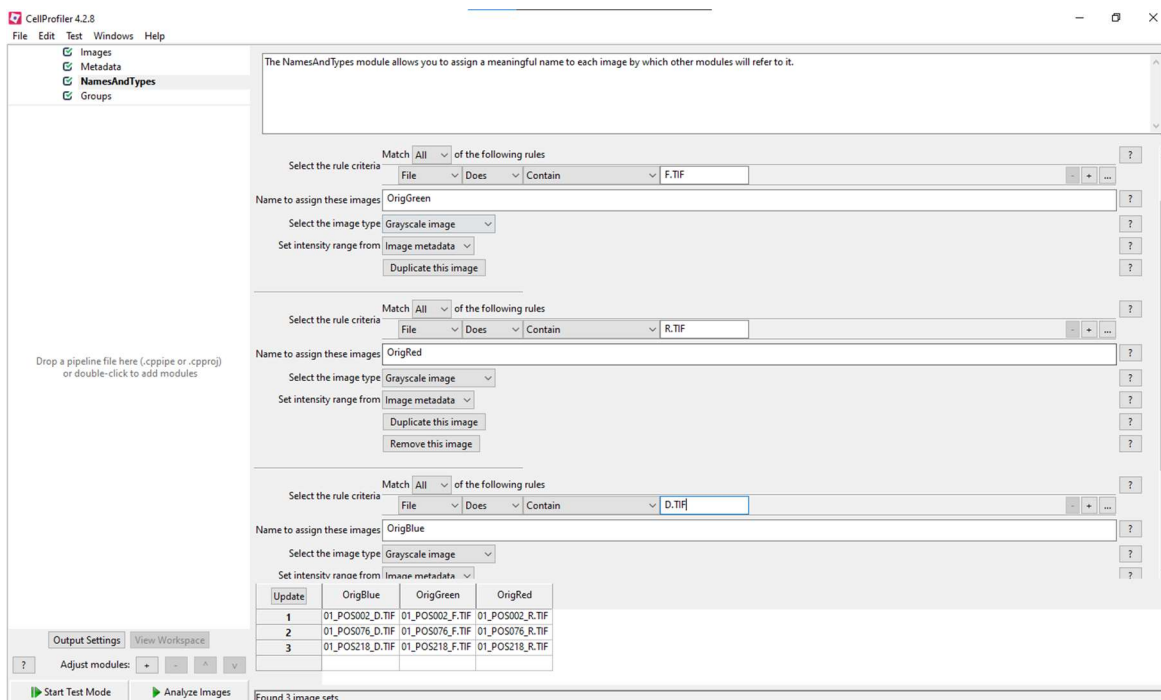 CellProfiler 4.2.8
File Edit Test Windows Help
Images
Metadata
NamesAndTypes
Groups
The NamesAndTypes module allows you to assign a meaningful name to each image by which other modules will refer to it.
Match All of the following rules ?
Select the rule criteria
File Does Contain F.TIF - + ...
Name to assign these images OrigGreen ?
Select the image type Grayscale image ?
Set intensity range from Image metadata ?
Duplicate this image ?
Match All of the following rules ?
Select the rule criteria
File Does Contain R.TIF - + ...
Name to assign these images OrigRed ?
Select the image type Grayscale image ?
Set intensity range from Image metadata ?
Duplicate this image ?
Remove this image ?
Match All of the following rules ?
Select the rule criteria
File Does Contain D.TIF - + ...
Name to assign these images OrigBlue ?
Select the image type Grayscale image ?
Set intensity range from Image metadata ?
Drop a pipeline file here (.cppipe or .cpproj)
or double-click to add modules
Update OrigBlue OrigGreen OrigRed
1 01_POS002_D.TIF 01_POS002_F.TIF 01_POS002_R.TIF
2 01_POS076_D.TIF 01_POS076_F.TIF 01_POS076_R.TIF
3 01_POS218_D.TIF 01_POS218_F.TIF 01_POS218_R.TIF
Output Settings View Workspace
? Adjust modules: + - ^ v
Start Test Mode Analyze Images
Found 3 image sets